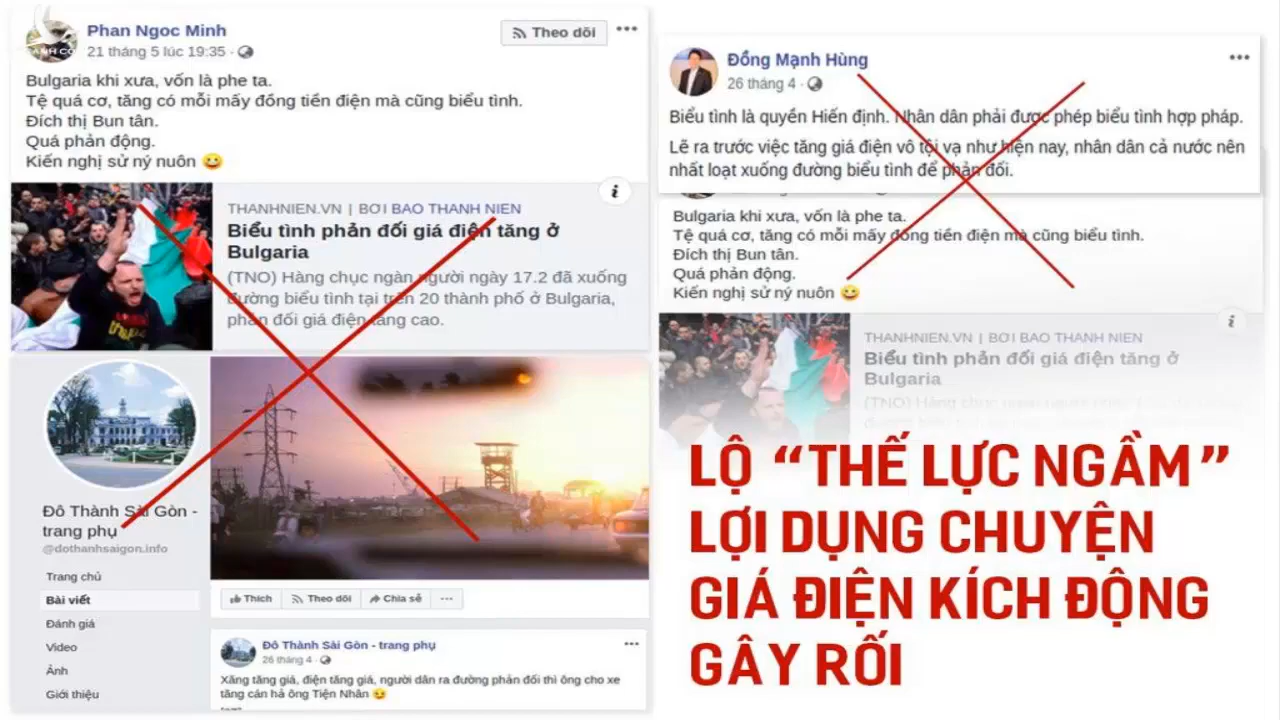 Phan Ngoc Minh
21 tháng 5 lúc 19:35 ·
Theo dõi
Bulgaria khi xưa, vốn là phe ta.
Tệ quá cơ, tăng có mỗi mấy đồng tiền điện mà cũng biểu tình.
Đích thị Bun tân.
Quá phản động.
Kiến nghị sử ný nuôn 😀
THANHNIEN.VN | BỞI BAO THANH NIEN
Biểu tình phản đối giá điện tăng ở
Bulgaria
(TNO) Hàng chục ngàn người ngày 17.2 đã xuống
đường biểu tình tại trên 20 thành phố ở Bulgaria,
phản đối giá điện tăng cao.
Đô Thành Sài Gòn -
trang phụ
@dothanhsaigon.info
Trang chủ
Bài viết
Đánh giá
Video
Ảnh
Giới thiệu
Thích
Theo dõi
Chia sẻ
Đô Thành Sài Gòn - trang phụ
26 tháng 4 ·
Xăng tăng giá, điện tăng giá, người dân ra đường phản đối thì ông cho xe
tăng cán hả ông Tiện Nhân 😉
Đồng Mạnh Hùng
26 tháng 4 ·
Biểu tình là quyền Hiến định. Nhân dân phải được phép biểu tình hợp pháp.
Lẽ ra trước việc tăng giá điện vô tội vạ như hiện nay, nhân dân cả nước nên
nhất loạt xuống đường biểu tình để phản đối.
Bulgaria khi xưa, vốn là phe ta.
Tệ quá cơ, tăng có mỗi mấy đồng tiền điện mà cũng biểu tình.
Đích thị Bun tân.
Quá phản động.
Kiến nghị sử ný nuôn 😀
THANHNIEN.VN | BỞI BAO THANH NIEN
Biểu tình phản đối giá điện tăng ở
Bulgaria
LỘ “THẾ LỰC NGẦM”
LỢI DỤNG CHUYỆN
GIÁ ĐIỆN KÍCH ĐỘNG
GÂY RỐI